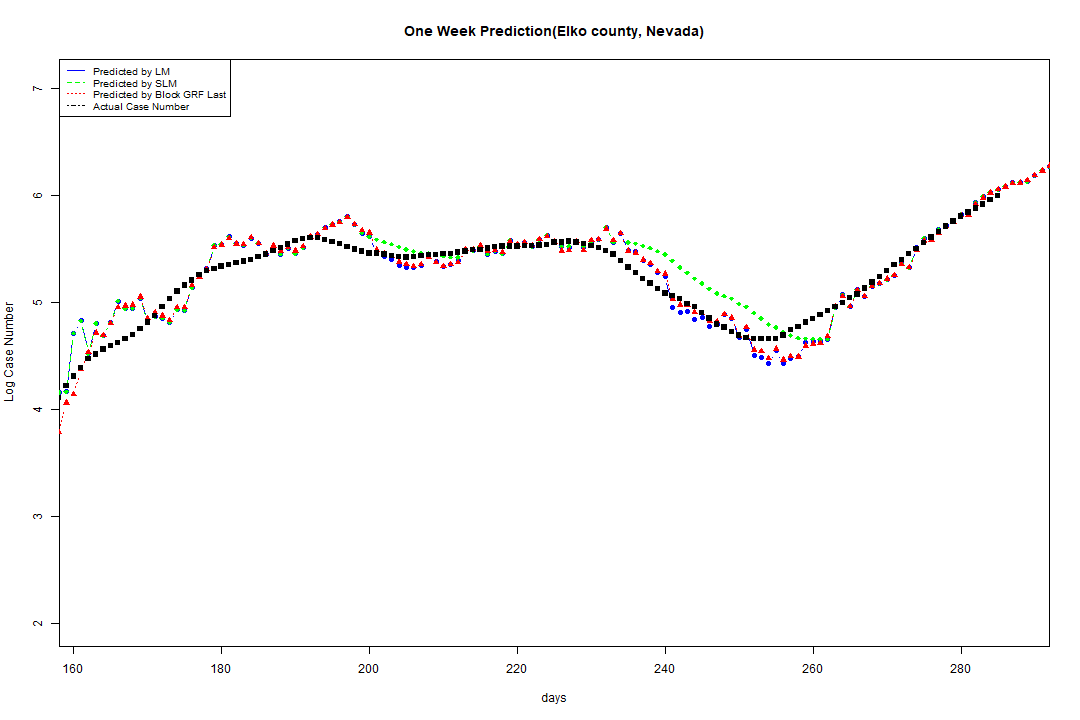 One Week Prediction(Elko county, Nevada)
Predicted by LM
Predicted by SLM
Predicted by Block GRF Last
Actual Case Number
7
6
5
4
3
2
Log Case Number
160 180 200 220 240 260 280
days